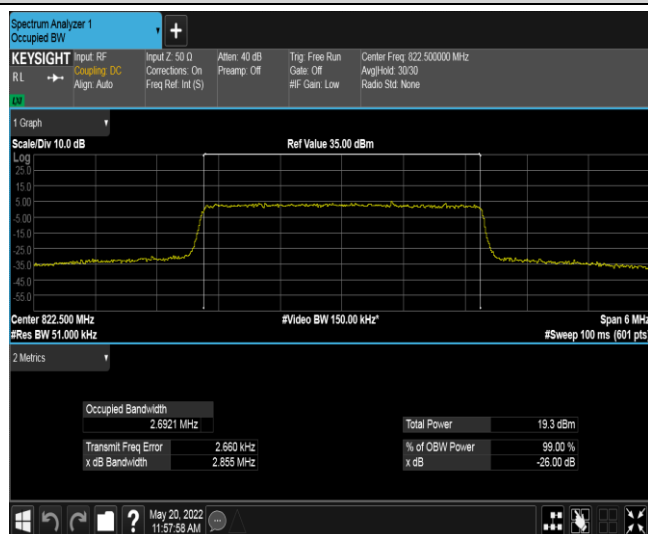 Spectrum Analyzer 1
Occupied BW
+
KEYSIGHT
RL
LXI
Input: RF
Coupling: DC
Align: Auto
Input Z: 50 Ω
Corrections: On
Freq Ref: Int (S)
Atten: 40 dB
Preamp: Off
Trig: Free Run
Gate: Off
#IF Gain: Low
Center Freq: 822.500000 MHz
Avg|Hold: 30/30
Radio Std: None
1 Graph
Scale/Div 10.0 dB
Ref Value 35.00 dBm
Log
25.0
15.0
5.00
-5.00
-15.0
-25.0
-35.0
-45.0
-55.0
Center 822.500 MHz
#Video BW 150.00 kHz*
Span 6 MHz
#Res BW 51.000 kHz
#Sweep 100 ms (601 pts)
2 Metrics
Occupied Bandwidth
2.6921 MHz
Total Power 19.3 dBm
Transmit Freq Error 2.660 kHz
% of OBW Power 99.00 %
x dB Bandwidth 2.855 MHz
x dB -26.00 dB
?
May 20, 2022
11:57:58 AM